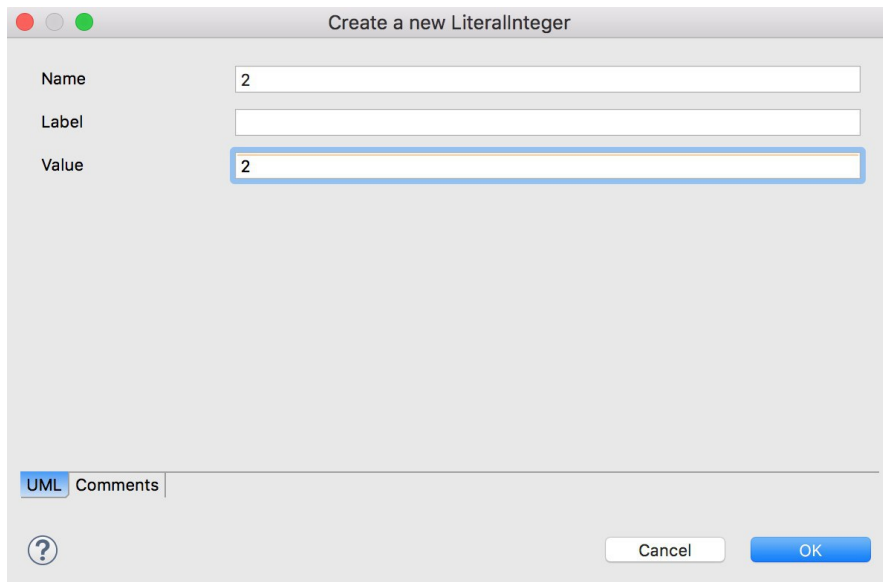 Create a new LiteralInteger
Name 2
Label
Value 2
UML Comments
?
Cancel OK